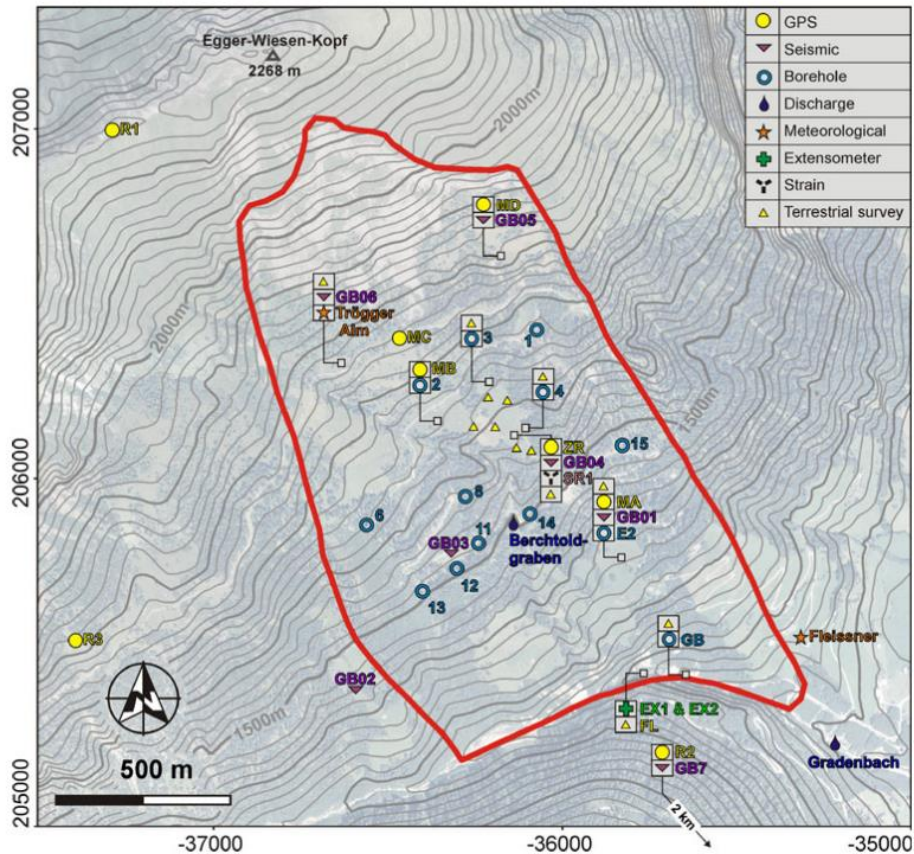 Egger-Wiesen-Kopf
2268 m
GPS
Seismic
Borehole
Discharge
Meteorological
Extensometer
Strain
Terrestrial survey
R1
2000m
MD
GB05
GB06
Trögger
Alm
2000m
MC
3
1
MB
2
4
1500m
15
ZR
GB04
SR1
MA
GB01
E2
8
6
11
14
GB03
Berchtold-
graben
12
13
GB
Fleissner
R3
GB02
EX1 & EX2
FL
1500m
R2
GB7
Gradenbach
2 km
500 m
207000
206000
205000
-37000
-36000
-35000